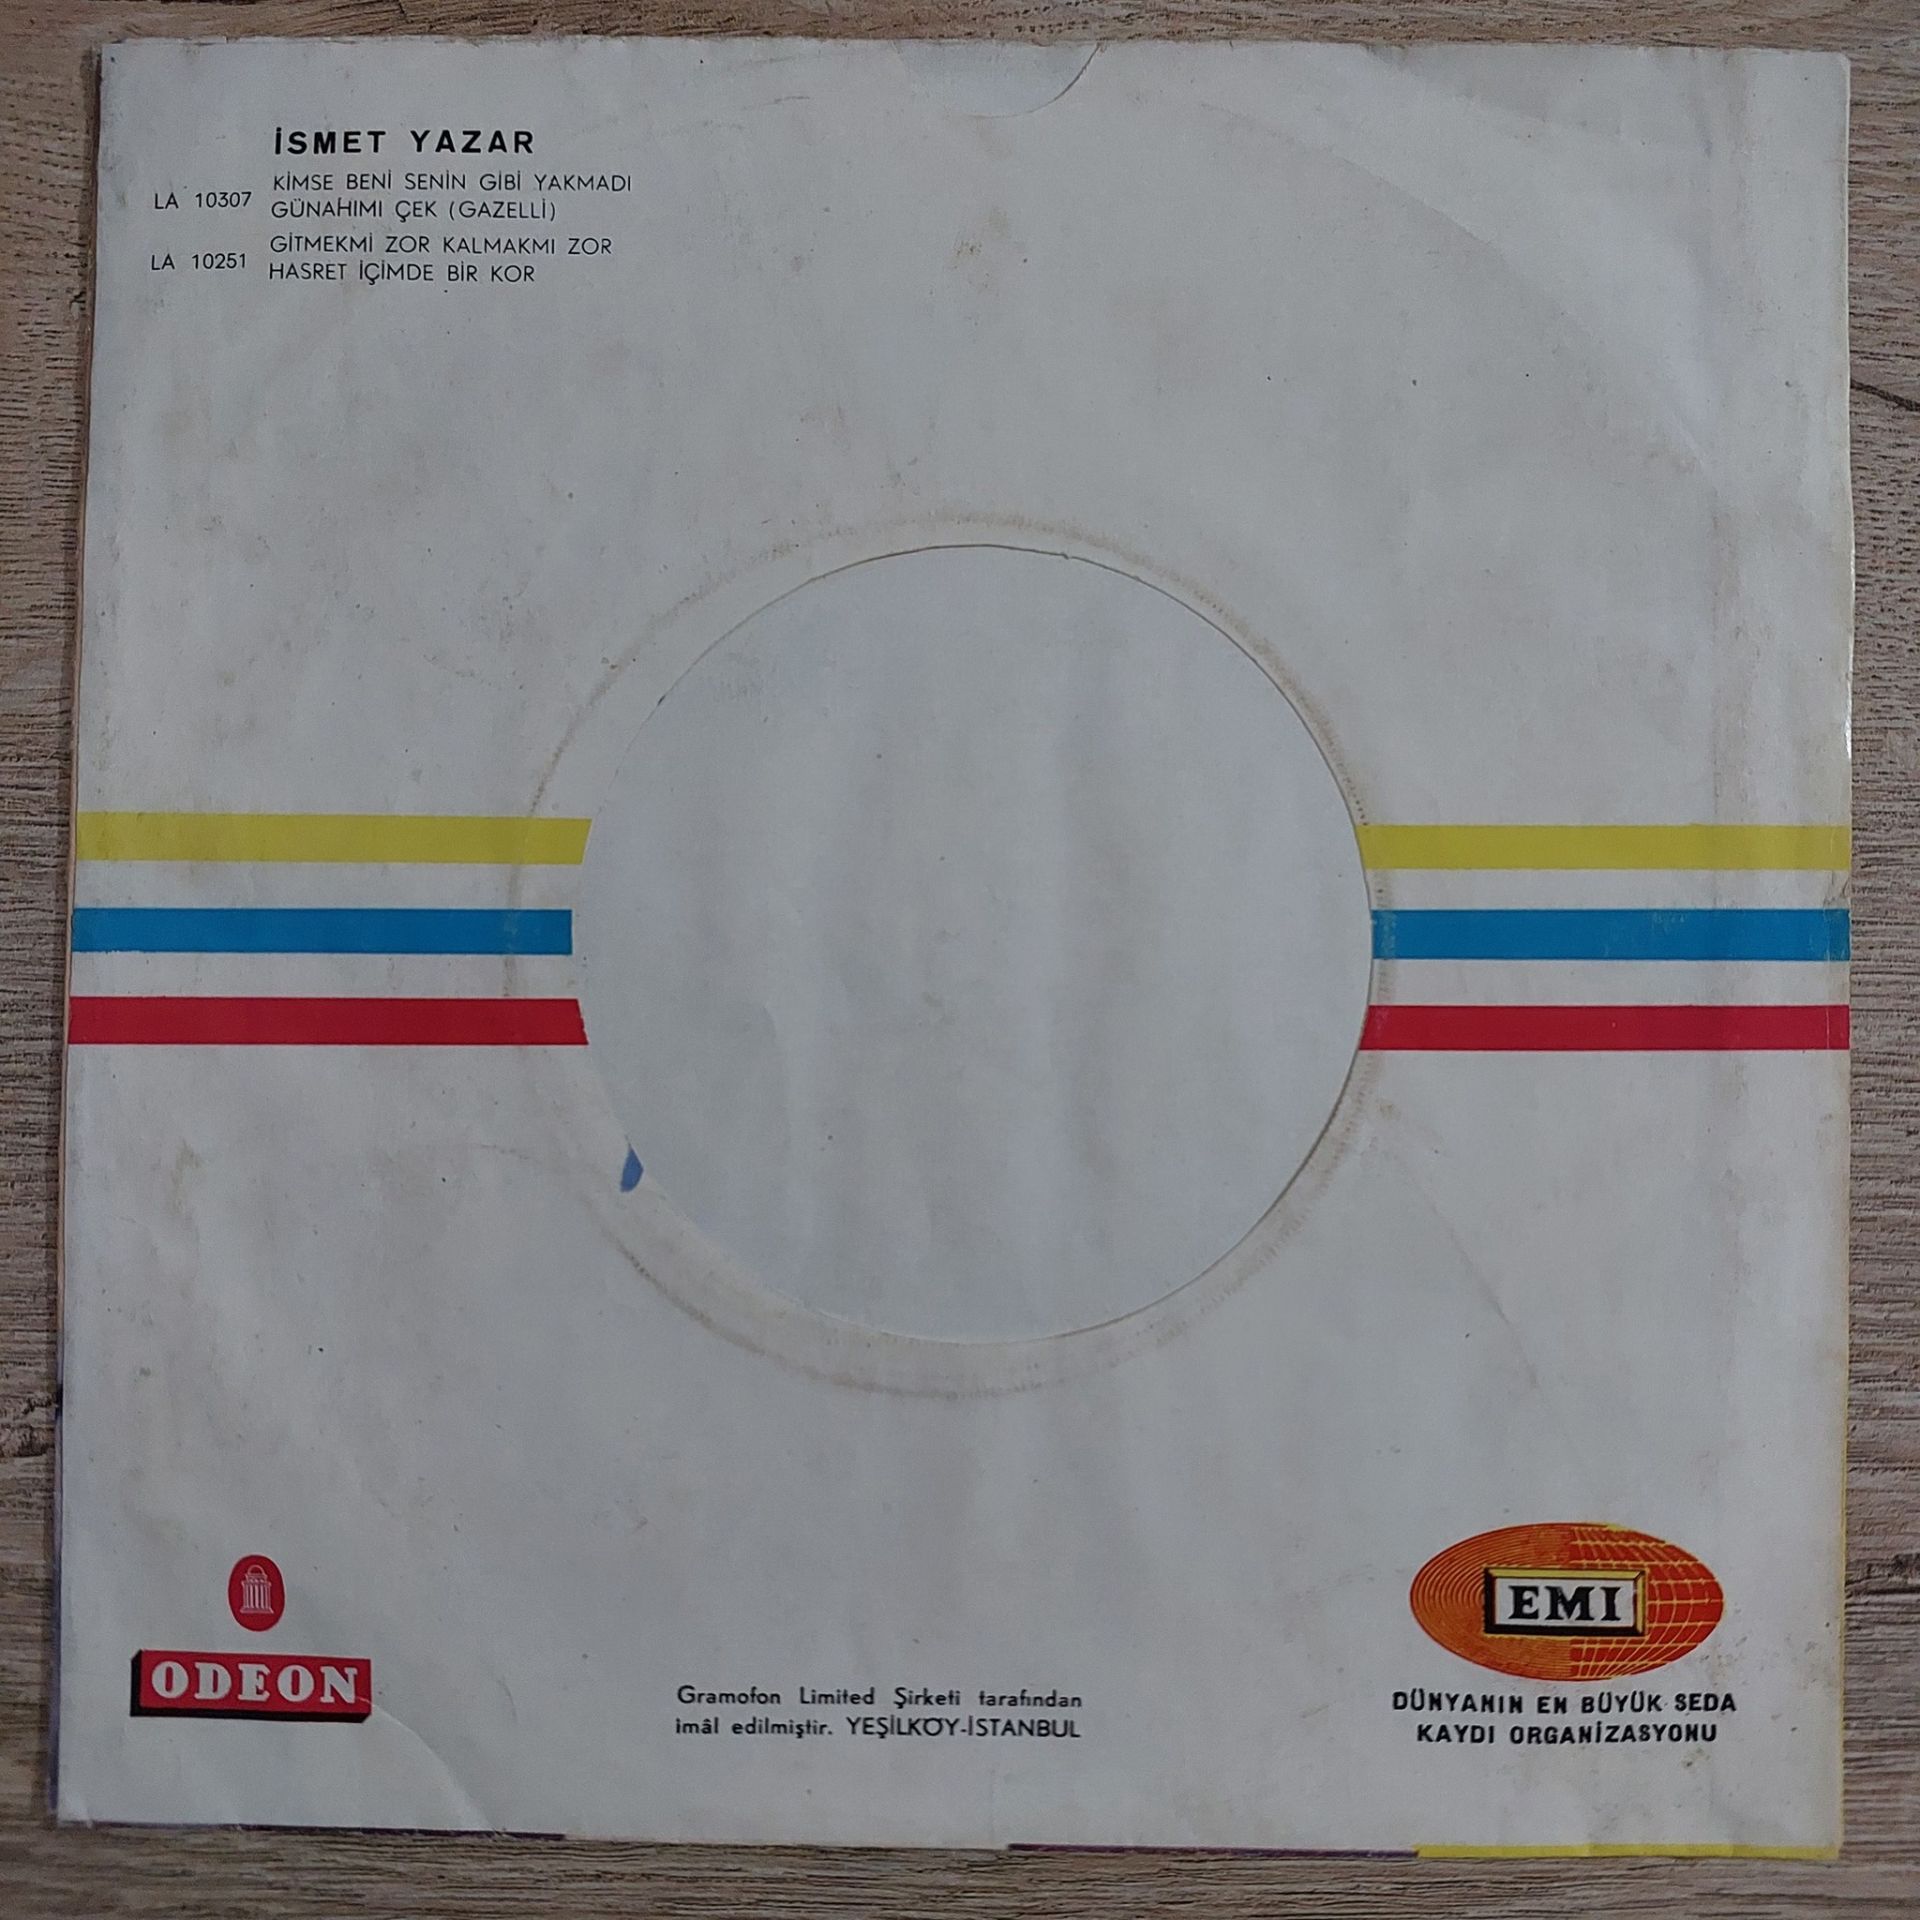 İSMET YAZAR
LA 10307
KİMSE BENİ SENİN GİBİ YAKMADI
GÜNAHIMI ÇEK (GAZELLİ)
LA 10251
GİTMEKMİ ZOR KALMAKMI ZOR
HASRET İÇİMDE BİR KOR
ODEON
Gramofon Limited Şirketi tarafından
imâl edilmiştir. YEŞİLKÖY-İSTANBUL
EMI
DÜNYANIN EN BÜYÜK SEDA
KAYDI ORGANİZASYONU